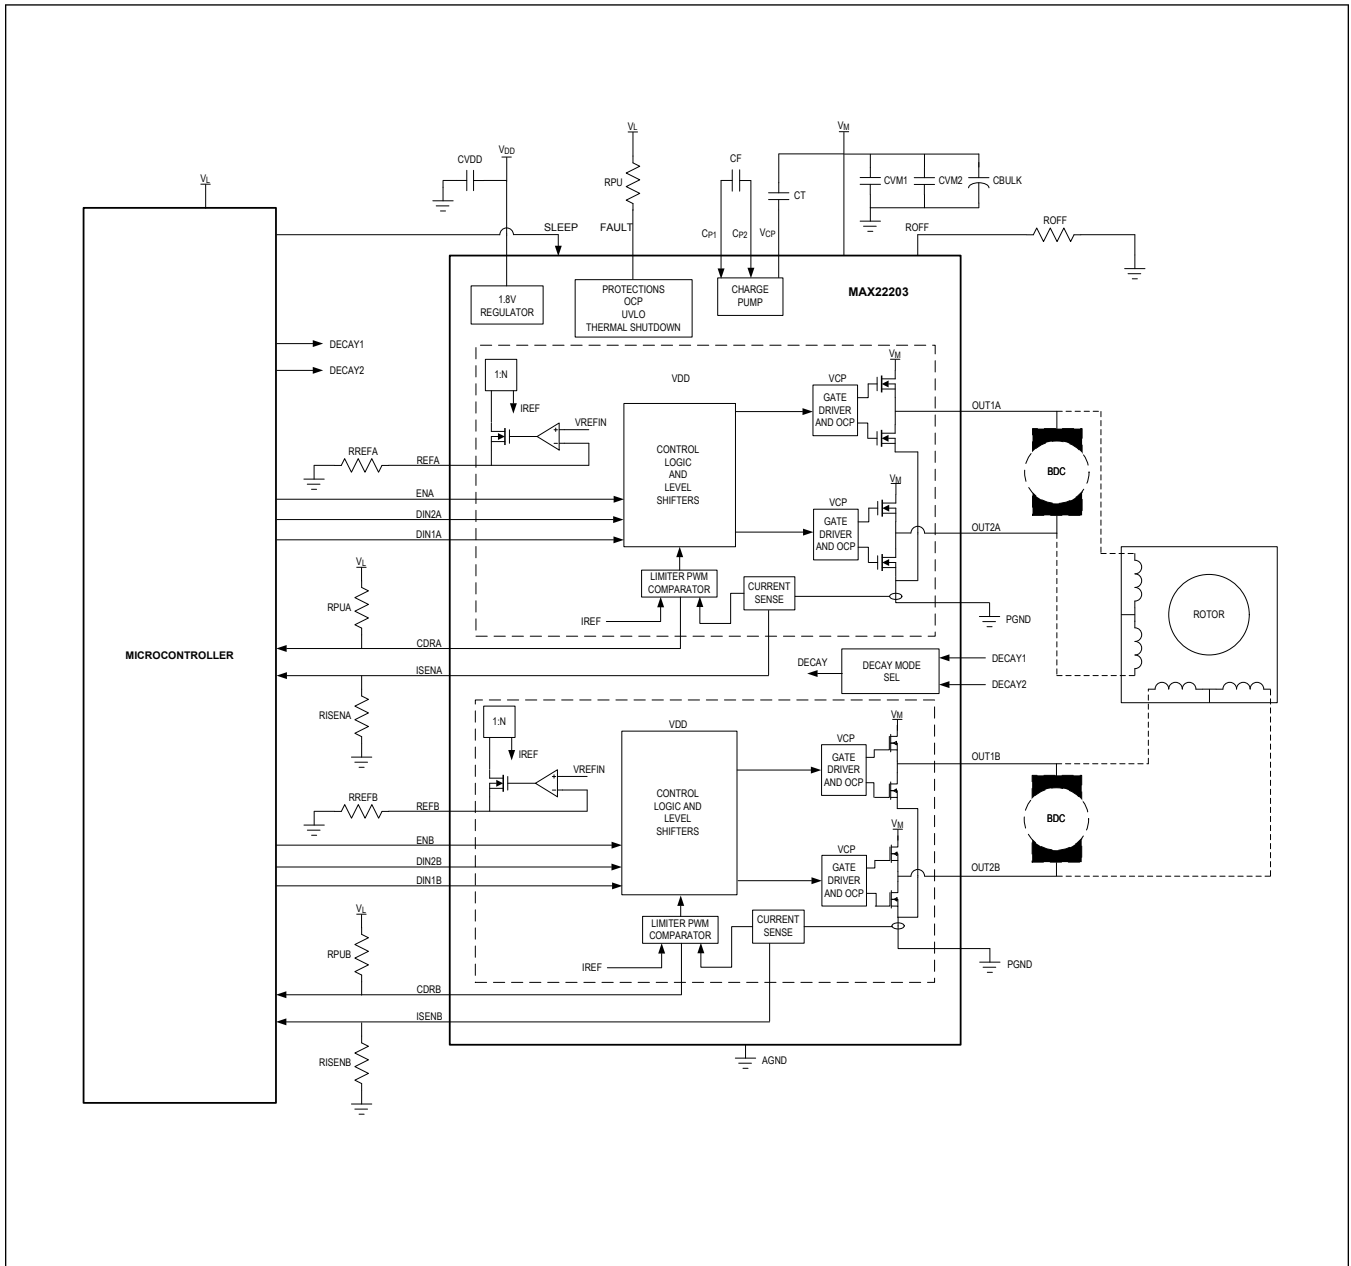 VL
MICROCONTROLLER
CVDD
VDD
VL
RPU
SLEEP
FAULT
CF
CP1
CP2
VCP
CT
VM
CVM1
CVM2
CBULK
ROFF
ROFF
MAX22203
1.8V
REGULATOR
PROTECTIONS
OCP
UVLO
THERMAL SHUTDOWN
CHARGE
PUMP
DECAY1
DECAY2
1:N
IREF
VREFIN
+
-
RREFA
REFA
ENA
DIN2A
DIN1A
VL
RPUA
CDRA
ISENA
RISENA
VDD
CONTROL
LOGIC
AND
LEVEL
SHIFTERS
VCP
GATE
DRIVER
AND OCP
VM
OUT1A
VCP
GATE
DRIVER
AND OCP
VM
OUT2A
BDC
LIMITER PWM
COMPARATOR
IREF
CURRENT
SENSE
PGND
ROTOR
DECAY
DECAY MODE
SEL
DECAY1
DECAY2
1:N
IREF
VREFIN
+
-
RREFB
REFB
ENB
DIN2B
DIN1B
VL
RPUB
CDRB
ISENB
RISENB
VDD
CONTROL
LOGIC AND
LEVEL
SHIFTERS
VCP
GATE
DRIVER
AND OCP
VM
OUT1B
VCP
GATE
DRIVER
AND OCP
VM
OUT2B
BDC
LIMITER PWM
COMPARATOR
IREF
CURRENT
SENSE
PGND
AGND